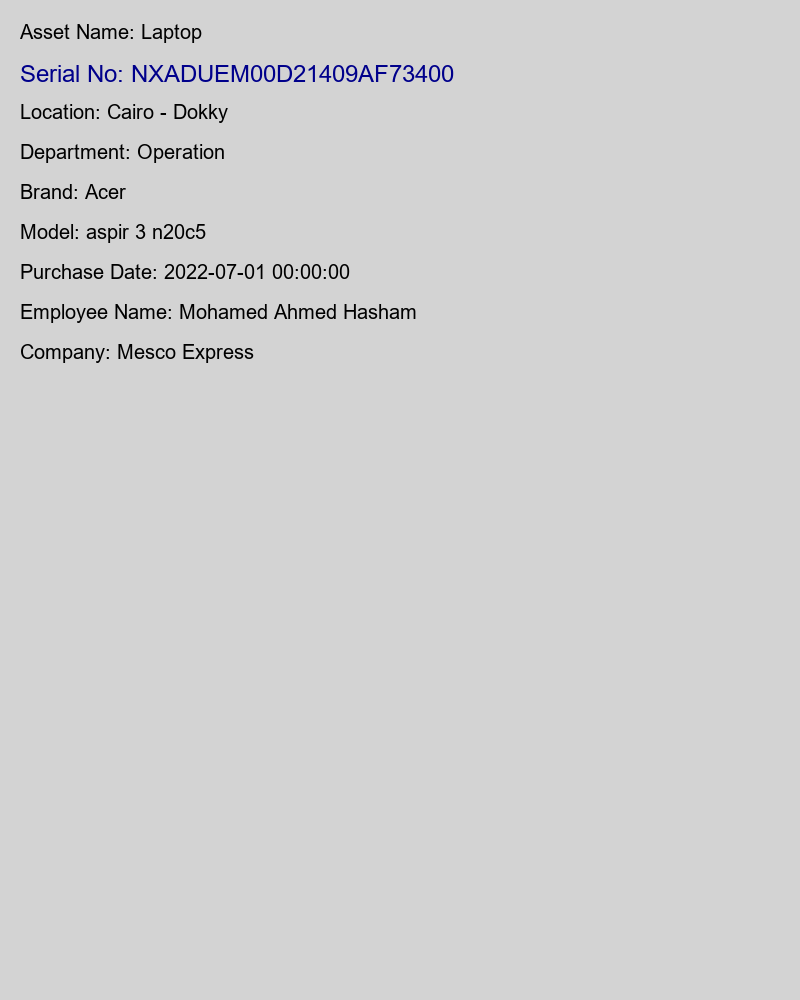 Asset Name: Laptop
Serial No: NXADUEM00D21409AF73400
Location: Cairo - Dokky
Department: Operation
Brand: Acer
Model: aspir 3 n20c5
Purchase Date: 2022-07-01 00:00:00
Employee Name: Mohamed Ahmed Hasham
Company: Mesco Express